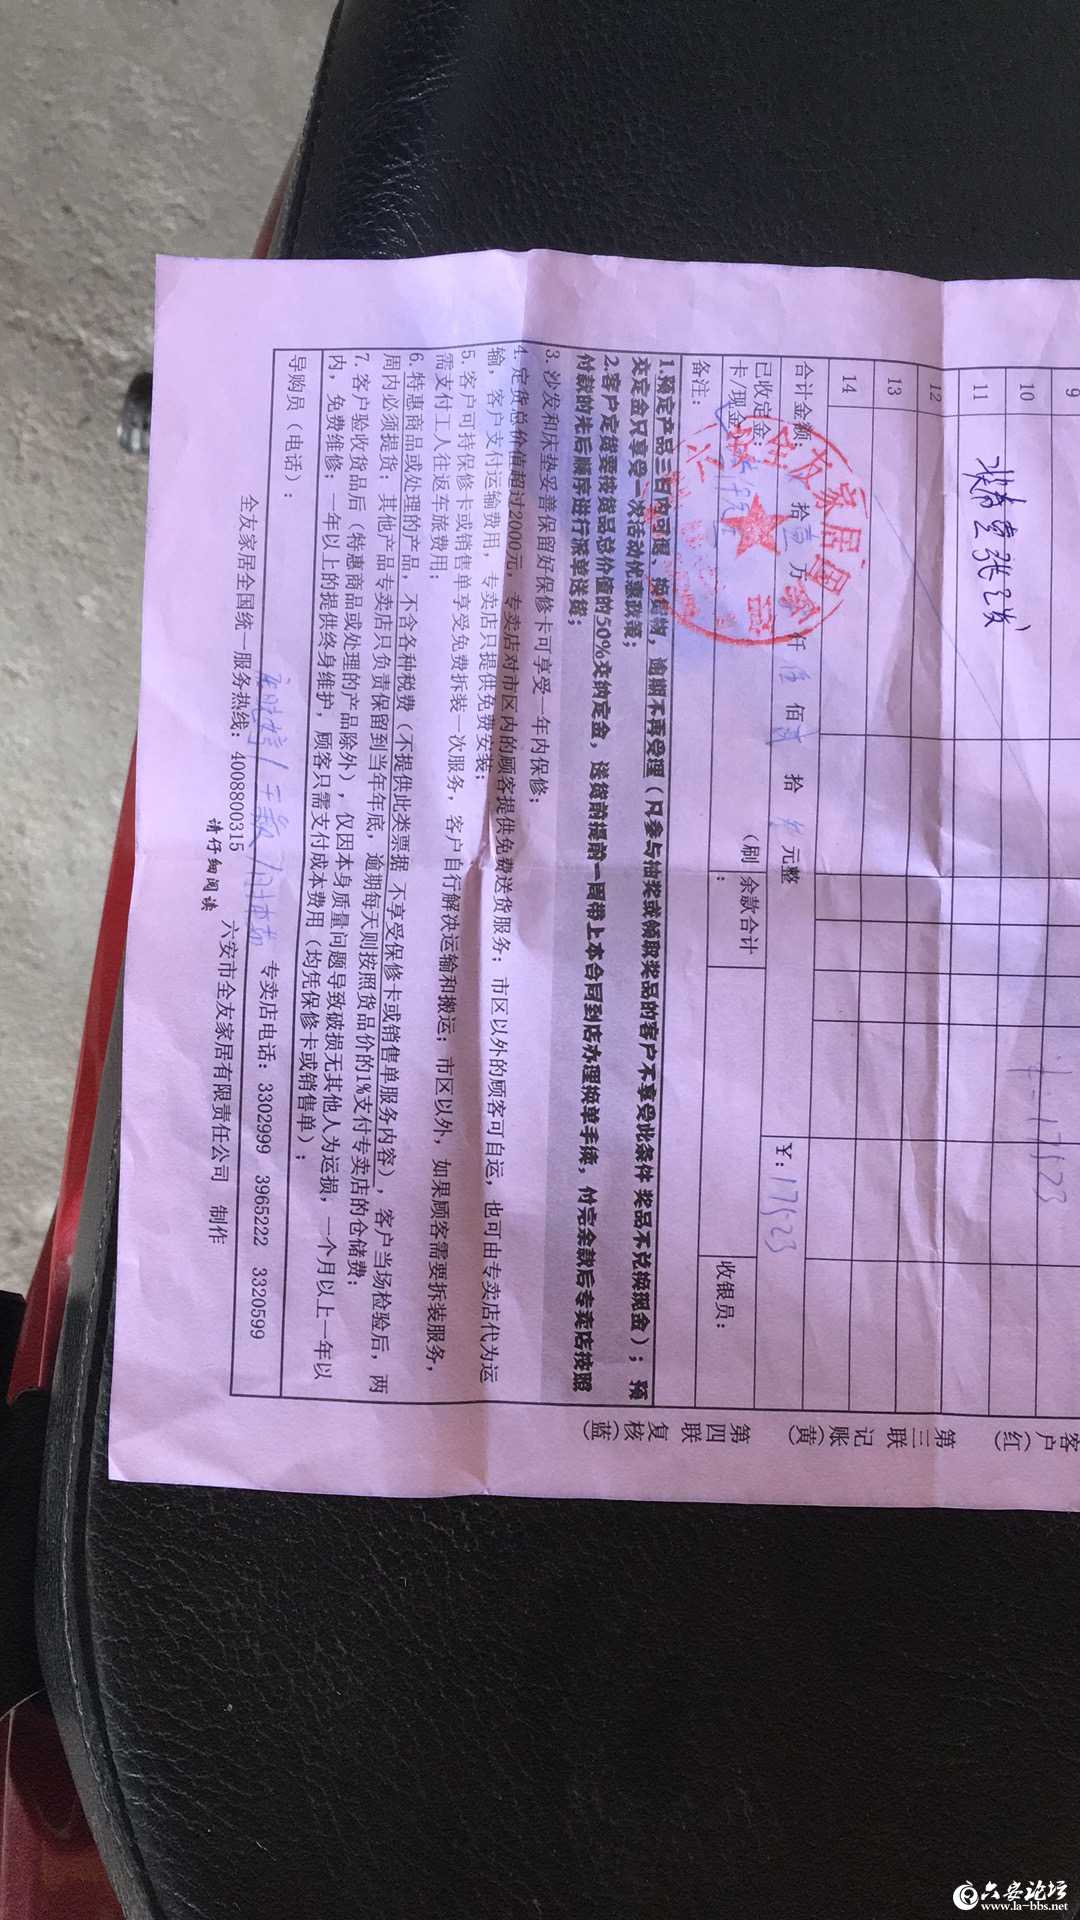 9
10
11
12
13
14
1-17523
合计金额: 拾 壹 万 仟 佰 拾 元整 ¥:17523
已收定金:
卡/现金 (刷 余款合计: 收银员:
备注:
1.预定产品三日内可退、换货物,逾期不再受理(凡参与抽奖或领取奖品的客户不享受此条件 奖品不兑换现金);预
交定金只享受一次活动优惠政策;
2.客户定货要按货品总价值的50%交纳定金,送货前提前一周带上本合同到店办理换单手续,付完余款后专卖店按照
付款的先后顺序进行派单送货;
3.沙发和床垫妥善保留好保修卡可享受一年内保修;
4.定货总价值超过2000元,专卖店对市区内的顾客提供免费送货服务;市区以外的顾客可自运,也可由专卖店代为运
输,客户支付运输费用,专卖店只提供免费安装;
5.客户可持保修卡或销售单享受免费拆装一次服务,客户自行解决运输和搬运;市区以外,如果顾客需要拆装服务,
需支付工人往返车旅费用;
6.特惠商品或处理的产品,不含各种税费(不提供此类票据 不享受保修卡或销售单服务内容),客户当场检验后,两
周内必须提货;其他产品专卖店只负责保留到当年年底,逾期每天则按照货品价的1%支付专卖店的仓储费;
7.客户验收货品后(特惠商品或处理的产品除外),仅因本身质量问题导致破损无其他人为运损,一个月以上一年以
内,免费维修;一年以上的提供终身维护,顾客只需支付成本费用(均凭保修卡或销售单);
导购员(电话): 专卖店电话:3302999 3965222 3320599
全友家居全国统一服务热线:4008800315 六安市全友家居有限责任公司 制作
请仔细阅读
客户(红)
第三联 记账(黄)
第四联 复核(蓝)
六安论坛
www.la-bbs.net